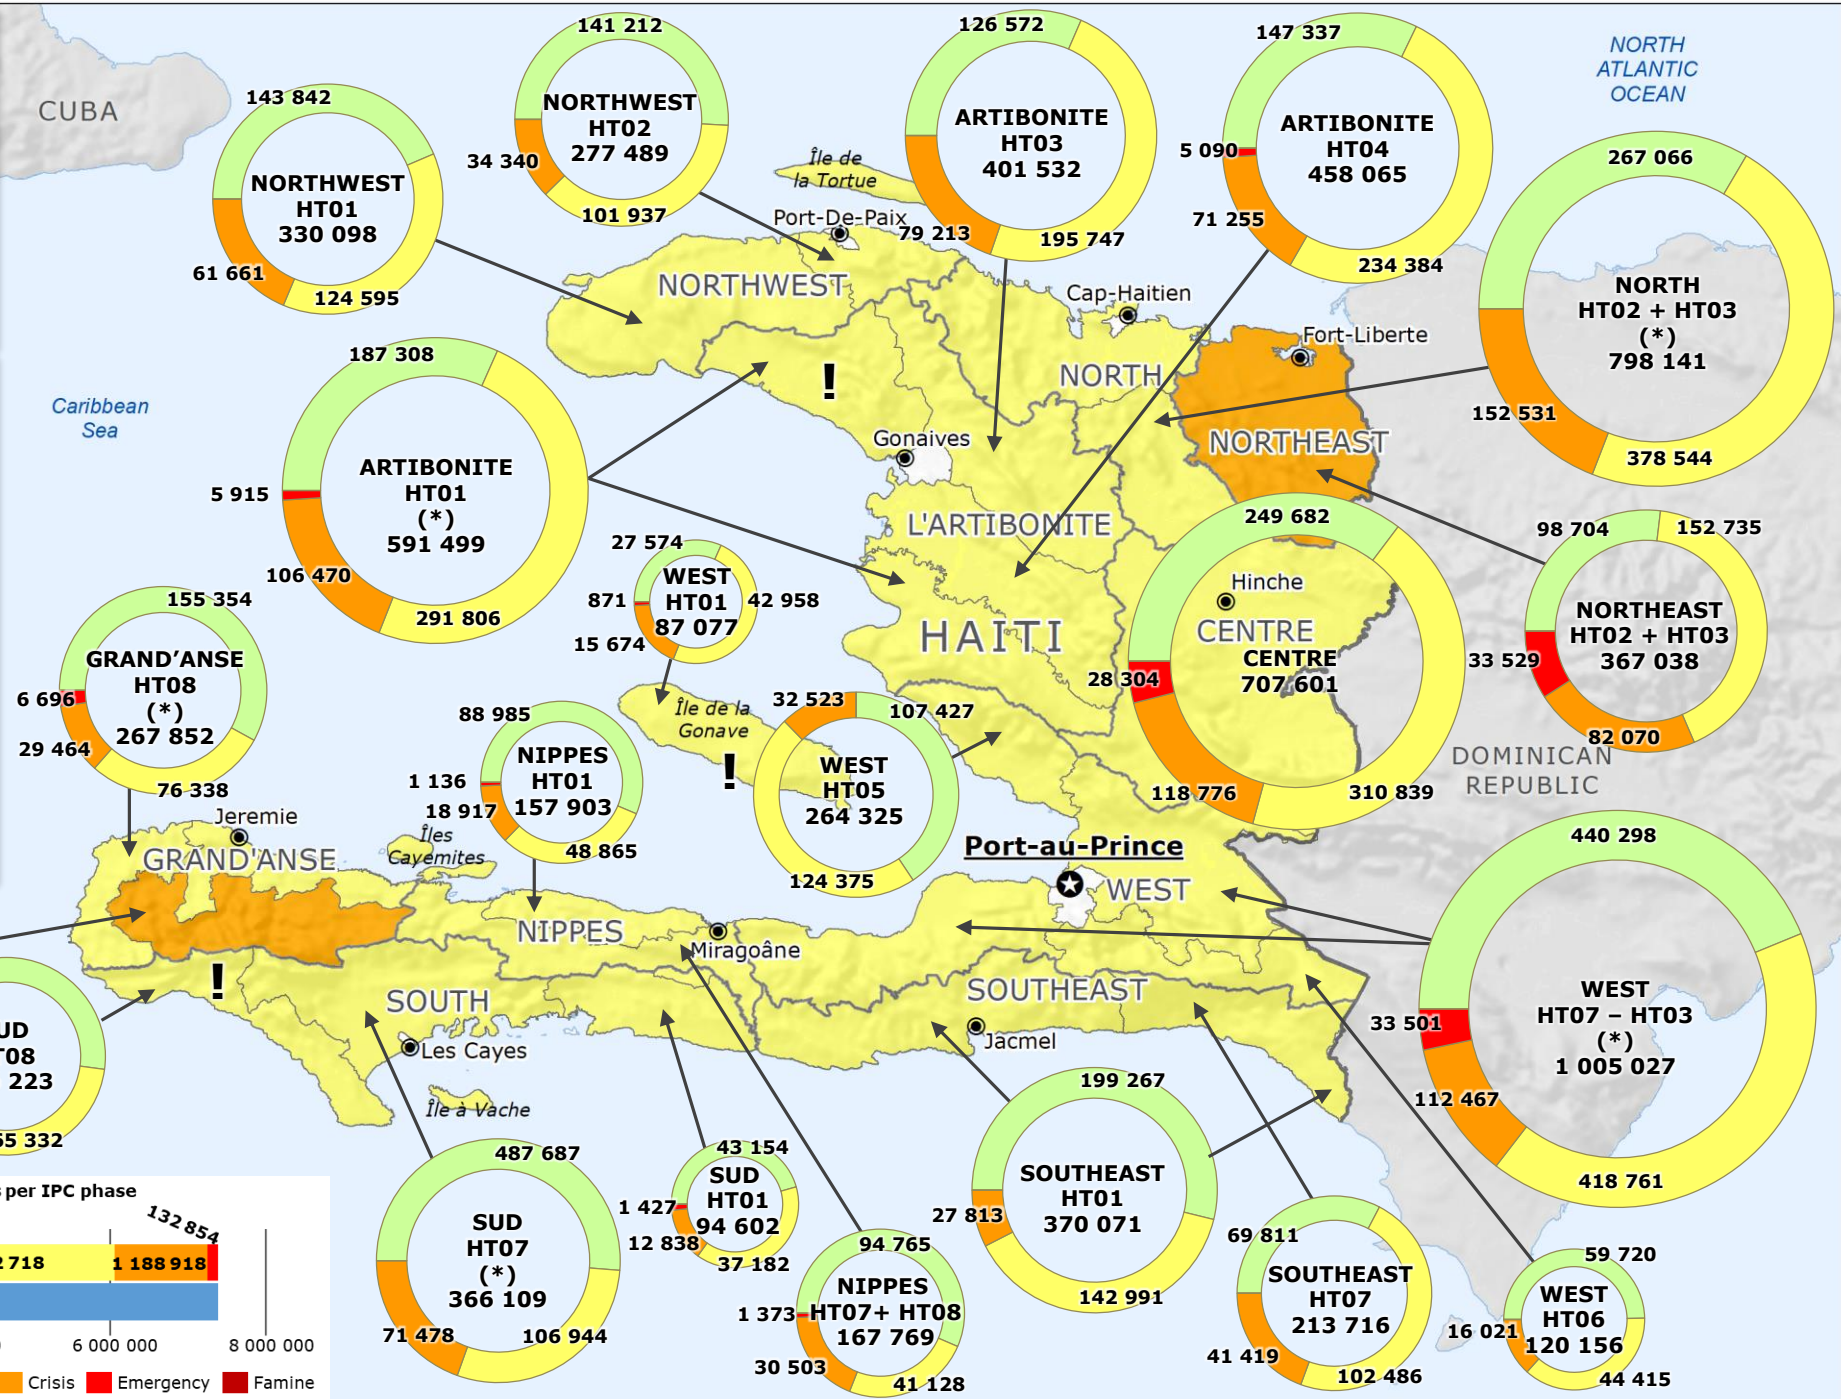 141 212
NORTHWEST
HT02
277 489
34 340
101 937
126 572
ARTIBONITE
HT03
401 532
79 213
195 747
147 337
ARTIBONITE
HT04
458 065
5 090
71 255
234 384
NORTH
ATLANTIC
OCEAN
CUBA
143 842
NORTHWEST
HT01
330 098
61 661
124 595
Île de
la Tortue
Port-De-Paix
NORTHWEST
Cap-Haitien
NORTH
Fort-Liberte
NORTHEAST
267 066
NORTH
HT02 + HT03
(*)
798 141
152 531
378 544
Caribbean
Sea
187 308
ARTIBONITE
HT01
(*)
591 499
5 915
106 470
291 806
!
Gonaives
L'ARTIBONITE
HAITI
27 574
WEST
HT01
87 077
871
42 958
15 674
249 682
Hinche
CENTRE
CENTRE
707 601
28 304
118 776
310 839
98 704
152 735
NORTHEAST
HT02 + HT03
367 038
33 529
82 070
DOMINICAN
REPUBLIC
155 354
GRAND’ANSE
HT08
(*)
267 852
6 696
29 464
76 338
88 985
NIPPES
HT01
157 903
1 136
18 917
48 865
Île de la
Gonave
!
32 523
107 427
WEST
HT05
264 325
124 375
Jeremie
GRAND'ANSE
Îles
Cayemites
Port-au-Prince
WEST
NIPPES
Miragoâne
!
SOUTH
SOUTHEAST
Les Cayes
Jacmel
Île à Vache
440 298
WEST
HT07 – HT03
(*)
1 005 027
33 501
112 467
418 761
UD
T08
223
55 332
487 687
SUD
HT07
(*)
366 109
71 478
106 944
43 154
SUD
HT01
94 602
1 427
12 838
37 182
94 765
NIPPES
HT07+ HT08
167 769
1 373
30 503
41 128
199 267
SOUTHEAST
HT01
370 071
27 813
142 991
69 811
SOUTHEAST
HT07
213 716
41 419
102 486
59 720
WEST
HT06
120 156
16 021
44 415
s per IPC phase
132 854
2 718
1 188 918
6 000 000
8 000 000
Crisis
Emergency
Famine